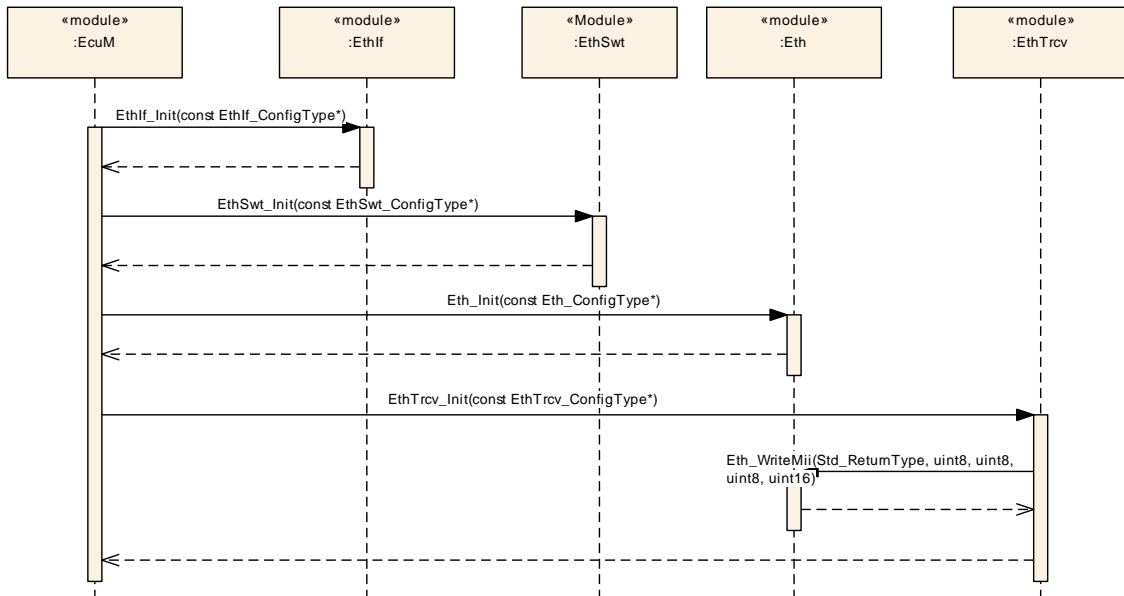 «module»
:EcuM
«module»
:EthIf
«Module»
:EthSwt
«module»
:Eth
«module»
:EthTrcv
EthIf_Init(const EthIf_ConfigType*)
EthSwt_Init(const EthSwt_ConfigType*)
Eth_Init(const Eth_ConfigType*)
EthTrcv_Init(const EthTrcv_ConfigType*)
Eth_WriteMii(Std_ReturnType, uint8, uint8,
uint8, uint16)